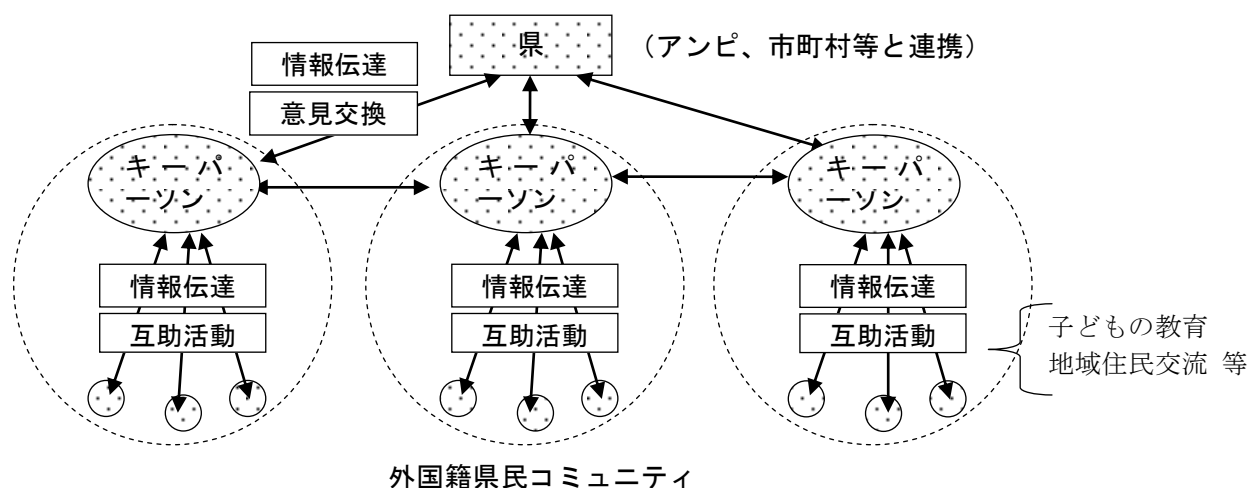 県
（アンピ、市町村等と連携）
情報伝達
意見交換
キーパ
ーソン
キーパ
ーソン
キーパ
ーソン
情報伝達
情報伝達
情報伝達
互助活動
互助活動
互助活動
子どもの教育
地域住民交流 等
外国籍県民コミュニティ